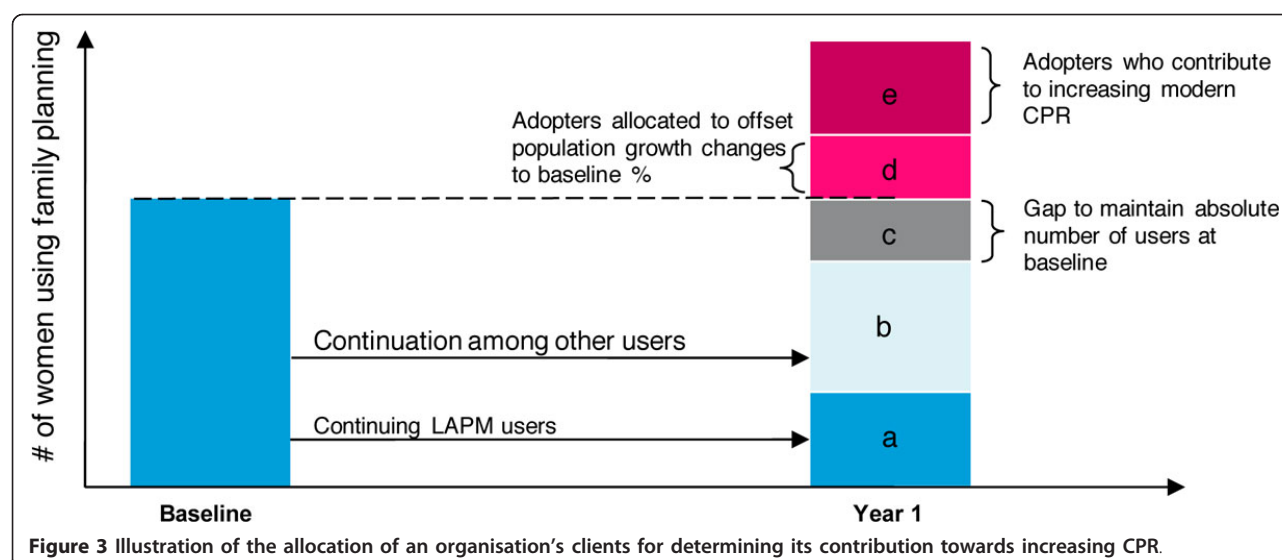 # of women using family planning
Adopters allocated to offset
population growth changes
to baseline %
e
Adopters who contribute
to increasing modern
CPR
d
c
Gap to maintain absolute
number of users at
baseline
b
Continuation among other users
Continuing LAPM users
a
Baseline
Year 1
Figure 3 Illustration of the allocation of an organisation's clients for determining its contribution towards increasing CPR.